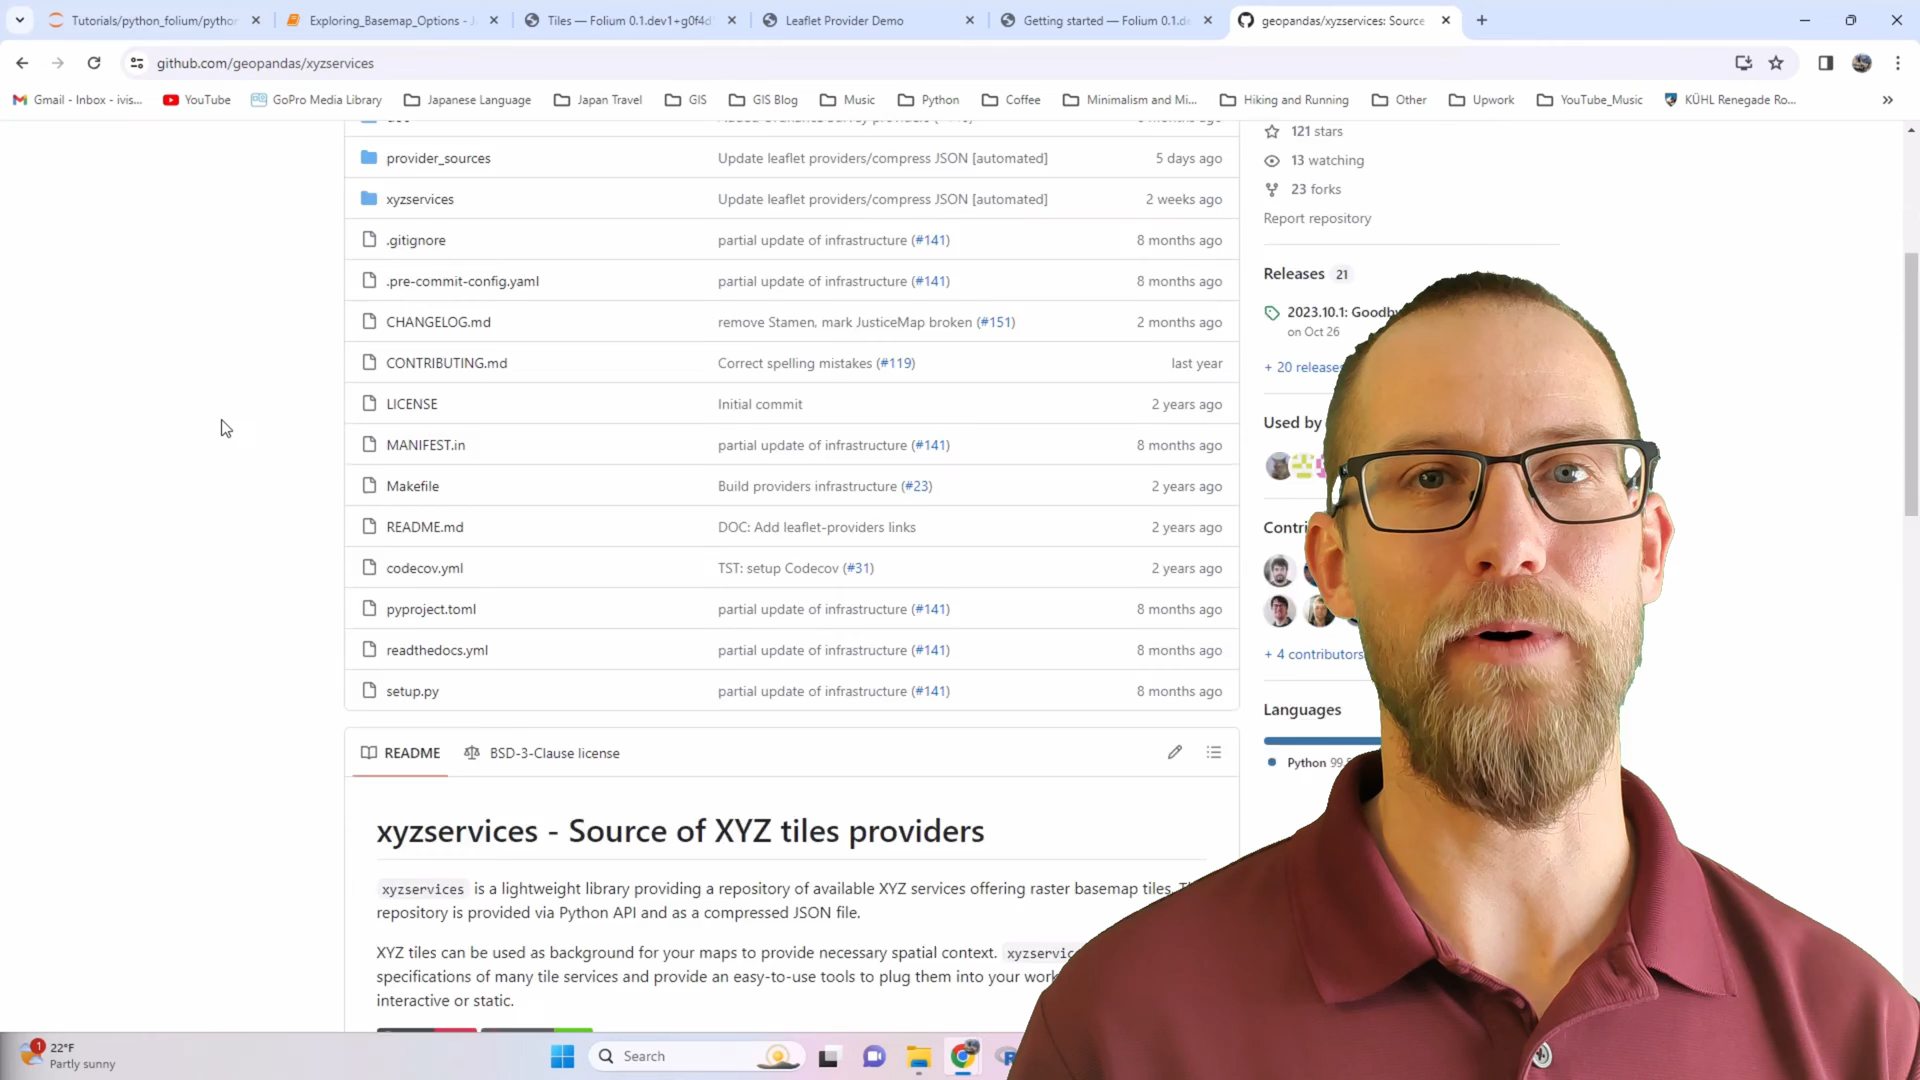 Tutorials/python_folium/pytho
Exploring_Basemap_Options - J
Tiles — Folium 0.1.dev1+g0f4d
Leaflet Provider Demo
Getting started — Folium 0.1.de
geopandas/xyzservices: Source
github.com/geopandas/xyzservices
Gmail - Inbox - ivis...
YouTube
GoPro Media Library
Japanese Language
Japan Travel
GIS
GIS Blog
Music
Python
Coffee
Minimalism and Mi...
Hiking and Running
Other
Upwork
YouTube_Music
KÜHL Renegade Ro...
provider_sources Update leaflet providers/compress JSON [automated] 5 days ago
xyzservices Update leaflet providers/compress JSON [automated] 2 weeks ago
.gitignore partial update of infrastructure (#141) 8 months ago
.pre-commit-config.yaml partial update of infrastructure (#141) 8 months ago
CHANGELOG.md remove Stamen, mark JusticeMap broken (#151) 2 months ago
CONTRIBUTING.md Correct spelling mistakes (#119) last year
LICENSE Initial commit 2 years ago
MANIFEST.in partial update of infrastructure (#141) 8 months ago
Makefile Build providers infrastructure (#23) 2 years ago
README.md DOC: Add leaflet-providers links 2 years ago
codecov.yml TST: setup Codecov (#31) 2 years ago
pyproject.toml partial update of infrastructure (#141) 8 months ago
readthedocs.yml partial update of infrastructure (#141) 8 months ago
setup.py partial update of infrastructure (#141) 8 months ago
README BSD-3-Clause license
xyzservices - Source of XYZ tiles providers
xyzservices is a lightweight library providing a repository of available XYZ services offering raster basemap tiles.
repository is provided via Python API and as a compressed JSON file.
XYZ tiles can be used as background for your maps to provide necessary spatial context. xyzservic
specifications of many tile services and provide an easy-to-use tools to plug them into your work
interactive or static.
121 stars
13 watching
23 forks
Report repository
Releases 21
2023.10.1: Goodby
on Oct 26
+ 20 releases
Used by
Contri
+ 4 contributors
Languages
Python 99.
1
22°F
Partly sunny
Search